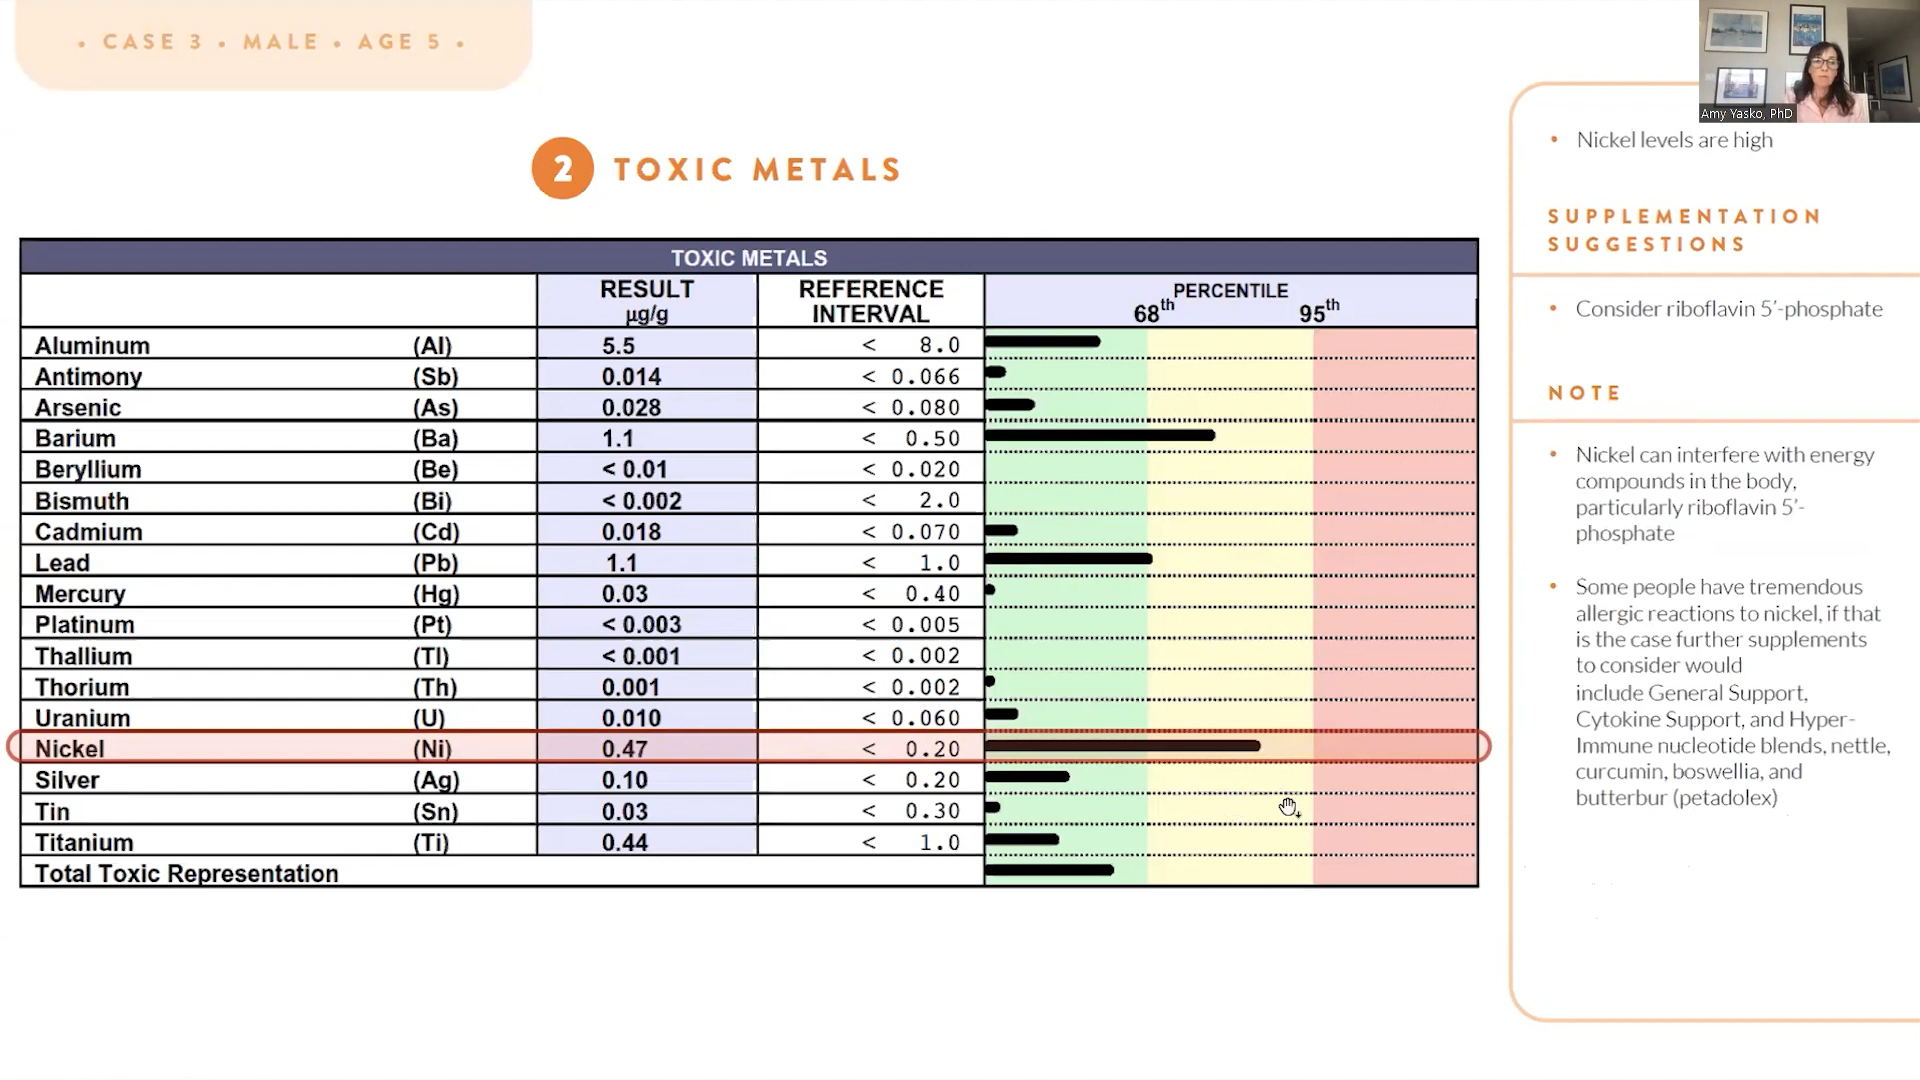 • CASE 3 • MALE • AGE 5 •
Amy Yasko, PhD
2 TOXIC METALS
TOXIC METALS
RESULT µg/g REFERENCE INTERVAL PERCENTILE 68th 95th
Aluminum (Al) 5.5 < 8.0
Antimony (Sb) 0.014 < 0.066
Arsenic (As) 0.028 < 0.080
Barium (Ba) 1.1 < 0.50
Beryllium (Be) < 0.01 < 0.020
Bismuth (Bi) < 0.002 < 2.0
Cadmium (Cd) 0.018 < 0.070
Lead (Pb) 1.1 < 1.0
Mercury (Hg) 0.03 < 0.40
Platinum (Pt) < 0.003 < 0.005
Thallium (Tl) < 0.001 < 0.002
Thorium (Th) 0.001 < 0.002
Uranium (U) 0.010 < 0.060
Nickel (Ni) 0.47 < 0.20
Silver (Ag) 0.10 < 0.20
Tin (Sn) 0.03 < 0.30
Titanium (Ti) 0.44 < 1.0
Total Toxic Representation
• Nickel levels are high
SUPPLEMENTATION
SUGGESTIONS
• Consider riboflavin 5’-phosphate
NOTE
• Nickel can interfere with energy
compounds in the body,
particularly riboflavin 5’-
phosphate
• Some people have tremendous
allergic reactions to nickel, if that
is the case further supplements
to consider would
include General Support,
Cytokine Support, and Hyper-
Immune nucleotide blends, nettle,
curcumin, boswellia, and
butterbur (petadolex)